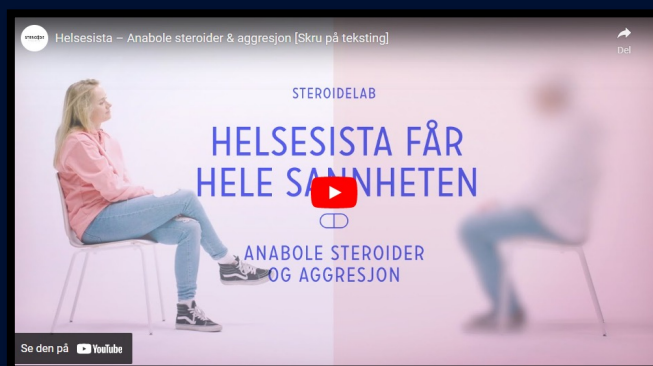 STEROIDE
Helsesista – Anabole steroider & aggresjon [Skru på teksting]
Del
STEROIDELAB
HELSESISTA FÅR
HELE SANNHETEN
ANABOLE STEROIDER
OG AGGRESJON
Se den på YouTube